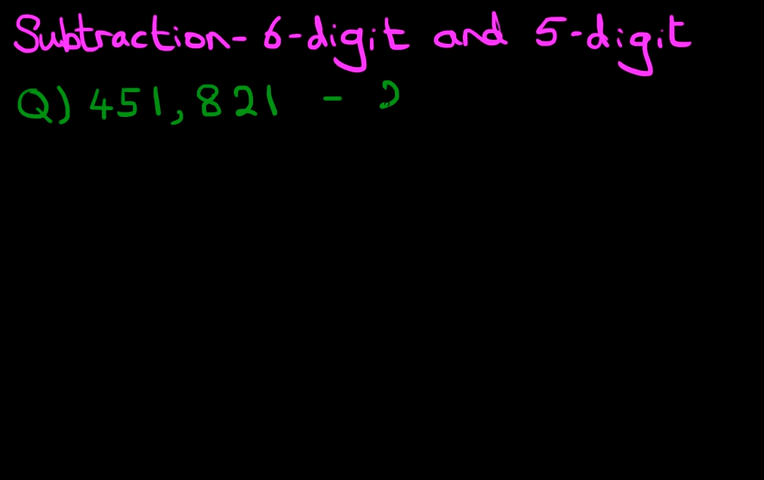 Subtraction- 6-digit and 5-digit
Q) 451,821 -